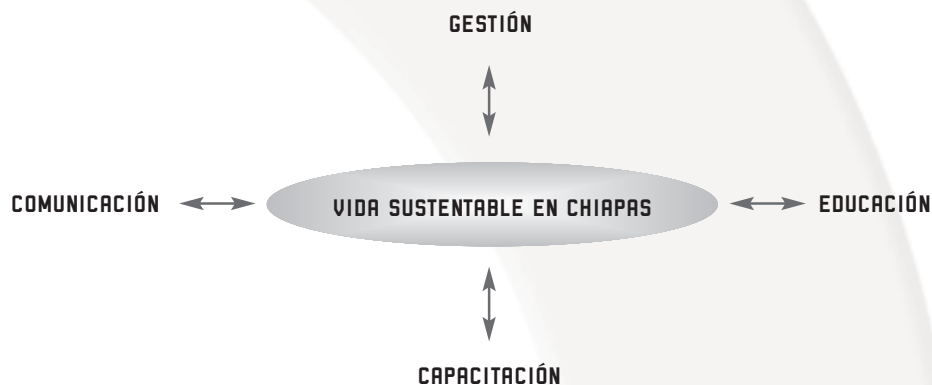 GESTIÓN
COMUNICACIÓN
VIDA SUSTENTABLE EN CHIAPAS
EDUCACIÓN
CAPACITACIÓN